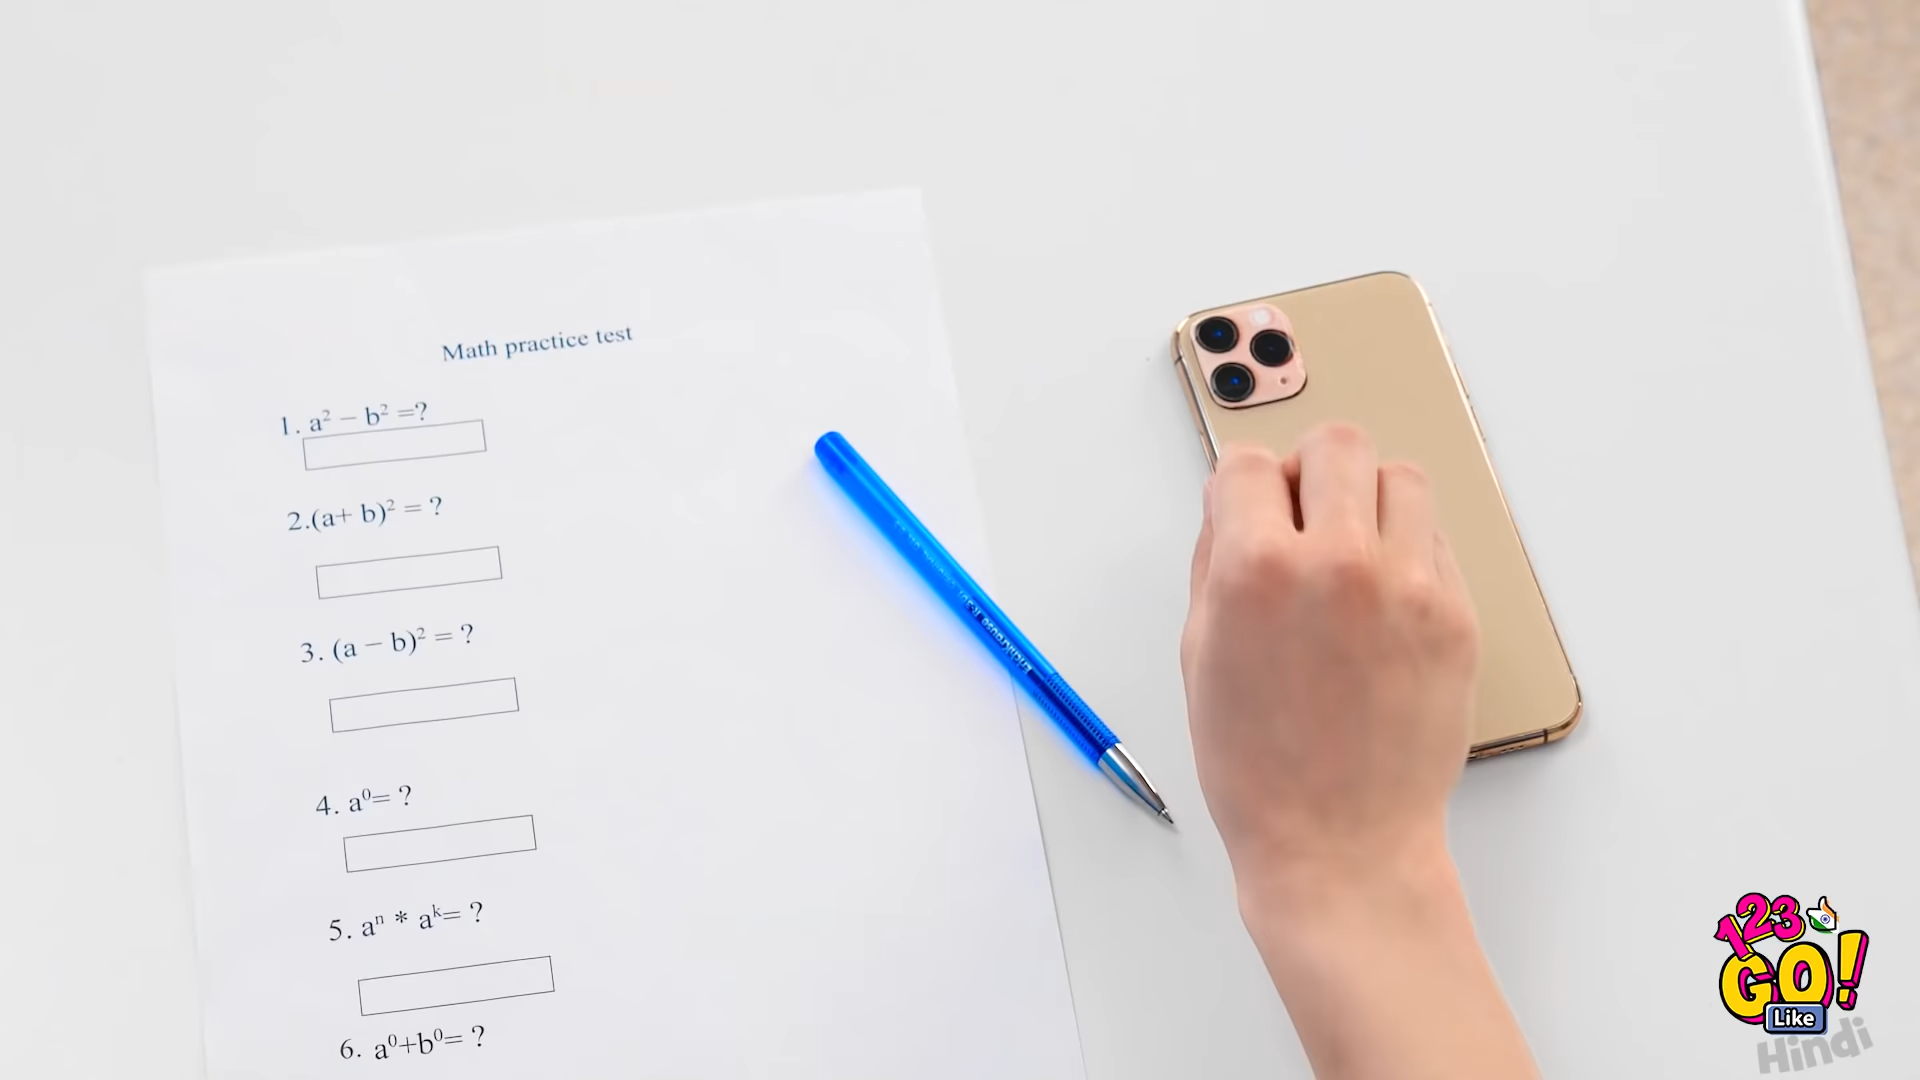 Math practice test
1. a² − b² =?
2.(a+ b)² = ?
3. (a − b)² = ?
4. a⁰= ?
5. aⁿ * aᵏ= ?
6. a⁰+b⁰= ?
123
GO!
Like
Hindi